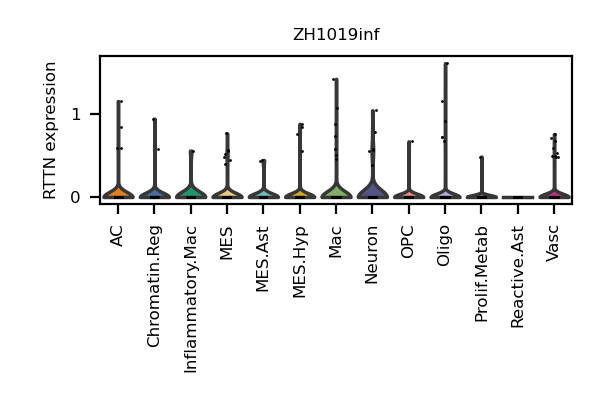 ZH1019inf
RTTN expression
1
0
AC
Chromatin.Reg
Inflammatory.Mac
MES
MES.Ast
MES.Hyp
Mac
Neuron
OPC
Oligo
Prolif.Metab
Reactive.Ast
Vasc